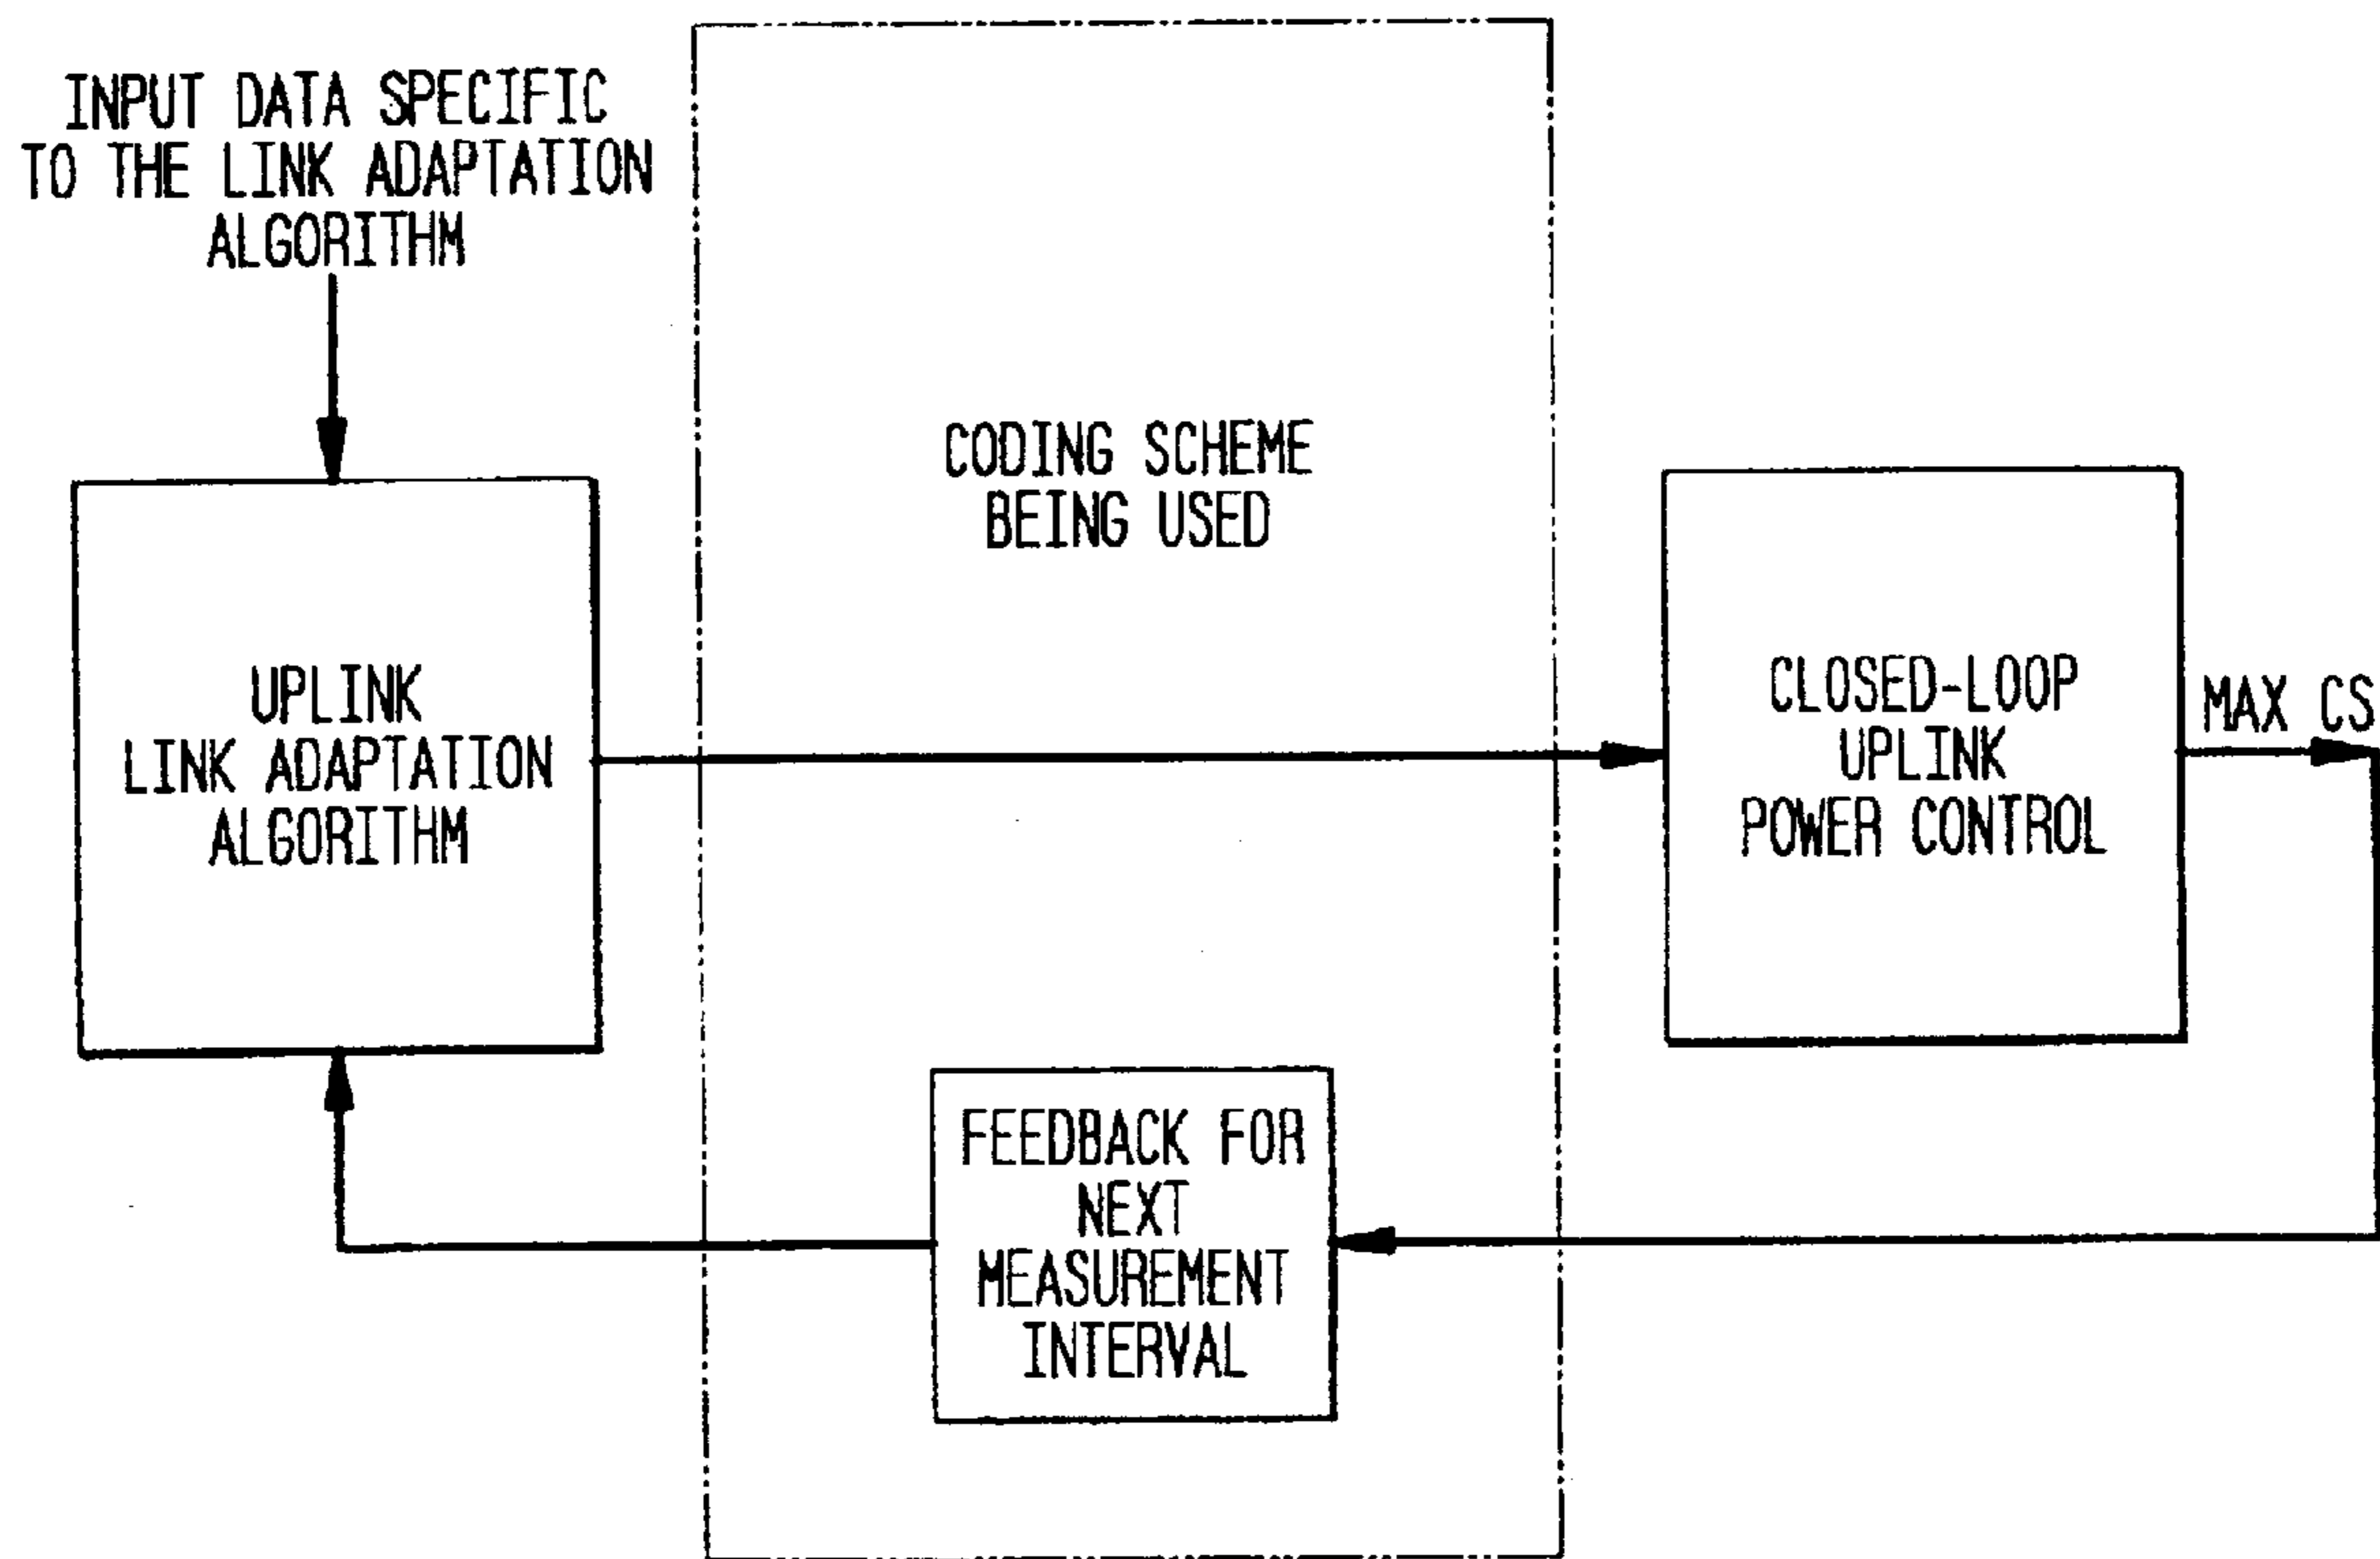 INPUT DATA SPECIFIC
TO THE LINK ADAPTATION
ALGORITHM
CODING SCHEME
BEING USED
UPLINK
LINK ADAPTATION
ALGORITHM
CLOSED-LOOP
UPLINK
POWER CONTROL
MAX CS
FEEDBACK FOR
NEXT
MEASUREMENT
INTERVAL